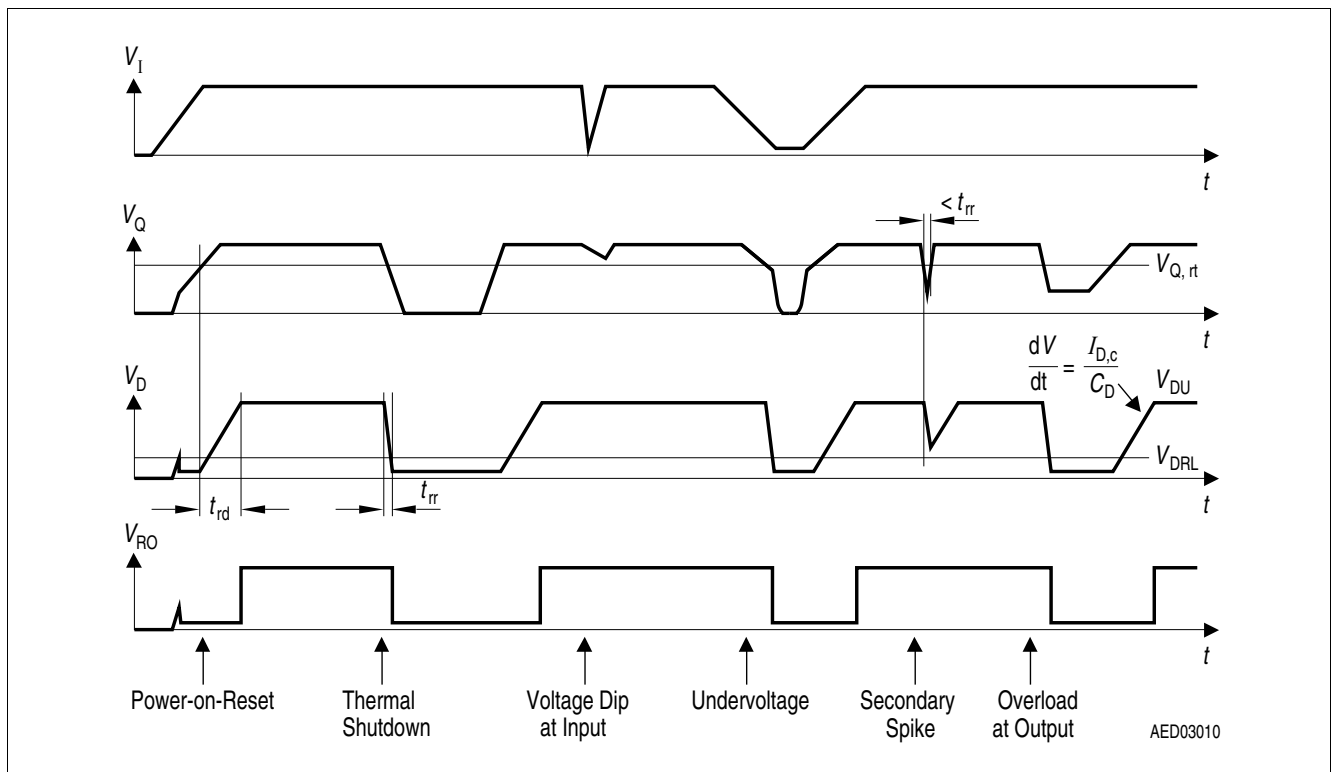 V_I
t
V_Q
< t_rr
V_Q, rt
t
V_D
dV/dt = I_D,c/C_D
V_DU
V_DRL
t_rd
t_rr
t
V_RO
t
Power-on-Reset
Thermal
Shutdown
Voltage Dip
at Input
Undervoltage
Secondary
Spike
Overload
at Output
AED03010